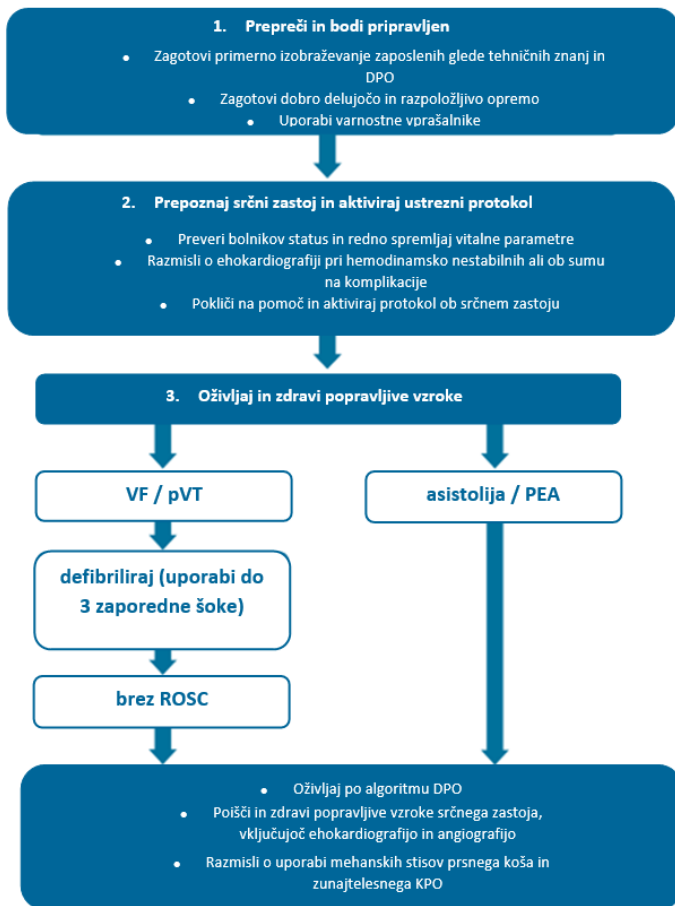 1. Prepreči in bodi pripravljen
• Zagotovi primerno izobraževanje zaposlenih glede tehničnih znanj in
DPO
• Zagotovi dobro delujočo in razpoložljivo opremo
• Uporabi varnostne vprašalnike
2. Prepoznaj srčni zastoj in aktiviraj ustrezni protokol
• Preveri bolnikov status in redno spremljaj vitalne parametre
• Razmisli o ehokardiografiji pri hemodinamsko nestabilnih ali ob sumu
na komplikacije
• Pokliči na pomoč in aktiviraj protokol ob srčnem zastoju
3. Oživljaj in zdravi popravljive vzroke
VF / pVT
asistolija / PEA
defibriliraj (uporabi do
3 zaporedne šoke)
brez ROSC
• Oživljaj po algoritmu DPO
• Poišči in zdravi popravljive vzroke srčnega zastoja,
vključujoč ehokardiografijo in angiografijo
• Razmisli o uporabi mehanskih stisov prsnega koša in
zunajtelesnega KPO